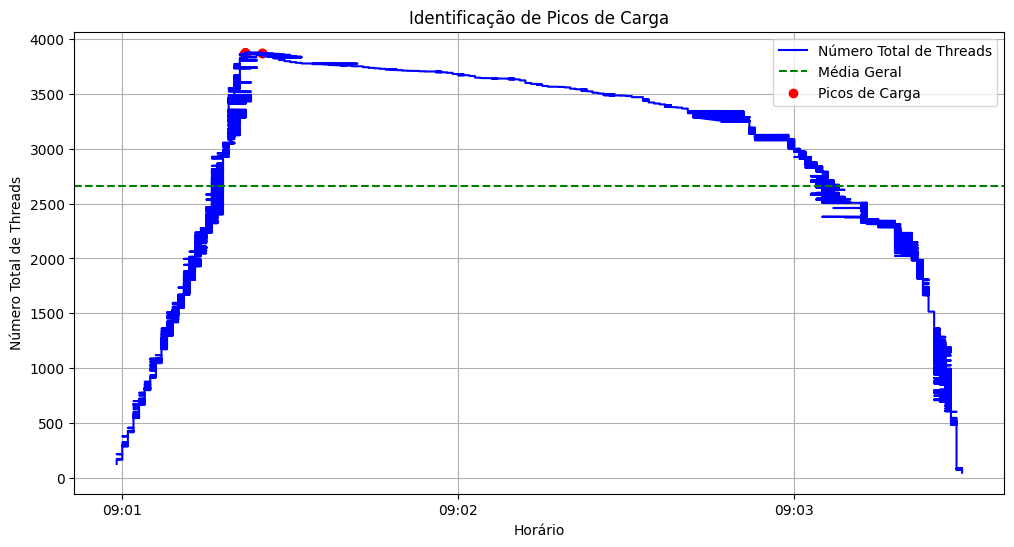 Identificação de Picos de Carga
Número Total de Threads
Média Geral
Picos de Carga
Número Total de Threads
4000
3500
3000
2500
2000
1500
1000
500
0
09:01
09:02
09:03
Horário